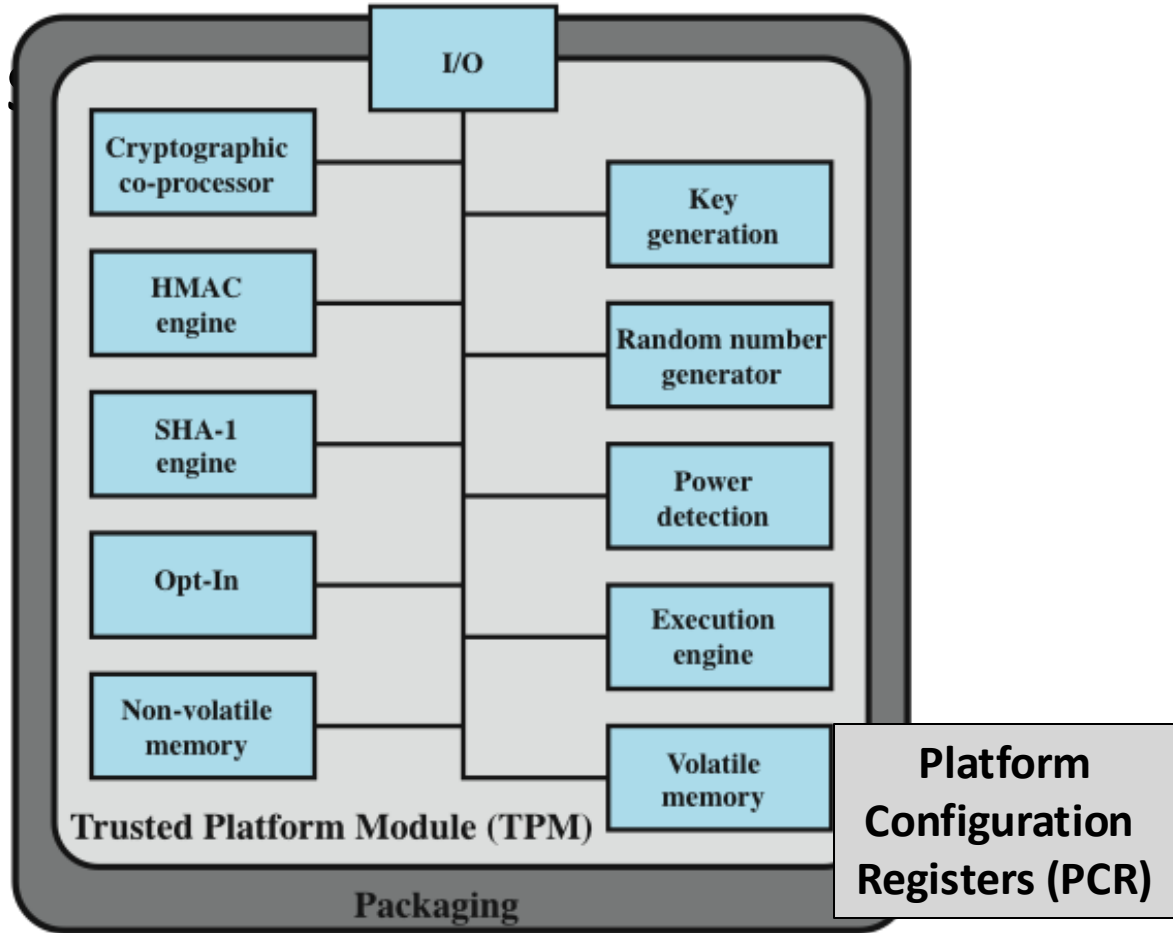 I/O
Cryptographic
co-processor
HMAC
engine
SHA-1
engine
Opt-In
Non-volatile
memory
Key
generation
Random number
generator
Power
detection
Execution
engine
Volatile
memory
Trusted Platform Module (TPM)
Packaging
Platform
Configuration
Registers (PCR)